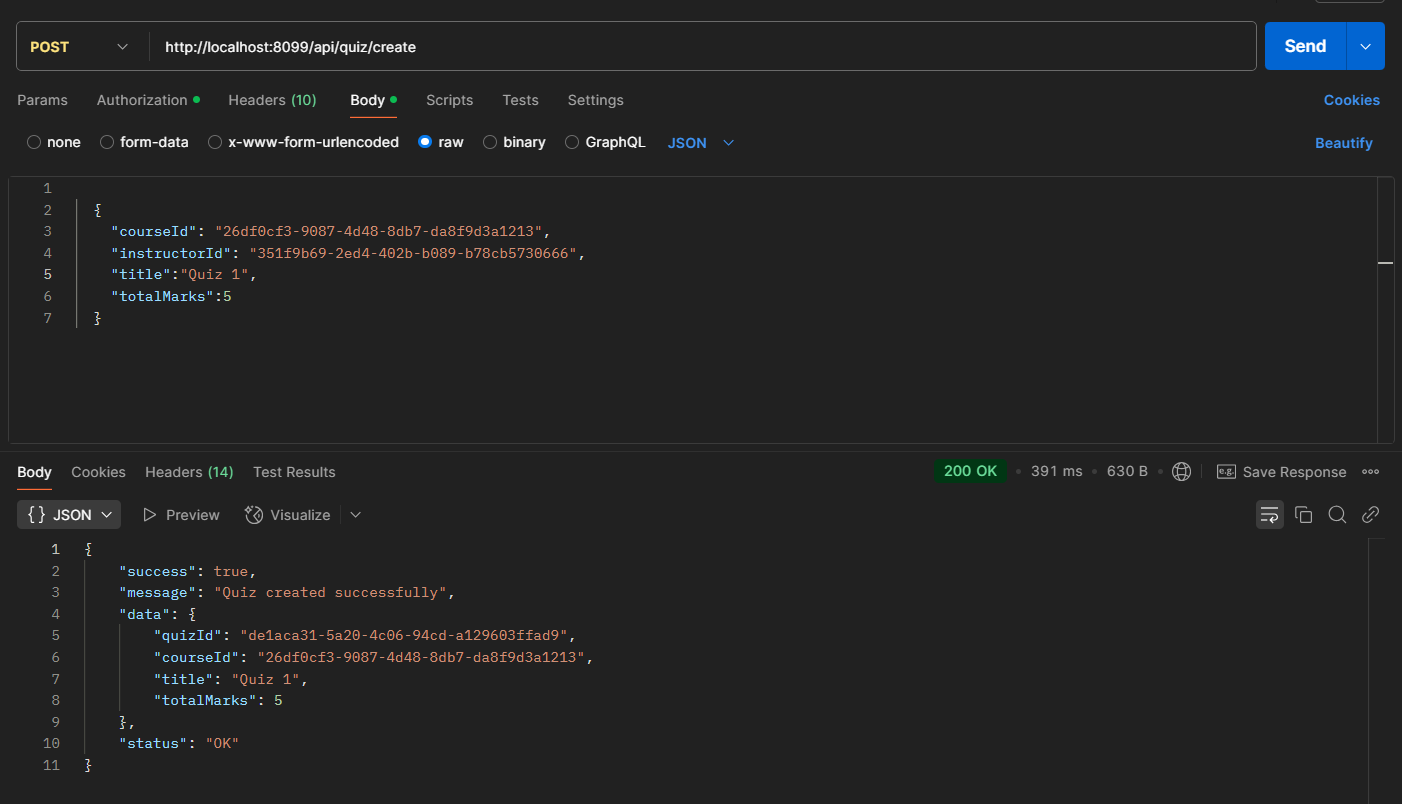 POST http://localhost:8099/api/quiz/create Send
Params Authorization Headers (10) Body Scripts Tests Settings Cookies
none form-data x-www-form-urlencoded raw binary GraphQL JSON Beautify
1
2 {
3 "courseId": "26df0cf3-9087-4d48-8db7-da8f9d3a1213",
4 "instructorId": "351f9b69-2ed4-402b-b089-b78cb5730666",
5 "title":"Quiz 1",
6 "totalMarks":5
7 }
Body Cookies Headers (14) Test Results 200 OK 391 ms 630 B e.g. Save Response
{} JSON Preview Visualize
1 {
2 "success": true,
3 "message": "Quiz created successfully",
4 "data": {
5 "quizId": "de1aca31-5a20-4c06-94cd-a129603ffad9",
6 "courseId": "26df0cf3-9087-4d48-8db7-da8f9d3a1213",
7 "title": "Quiz 1",
8 "totalMarks": 5
9 },
10 "status": "OK"
11 }